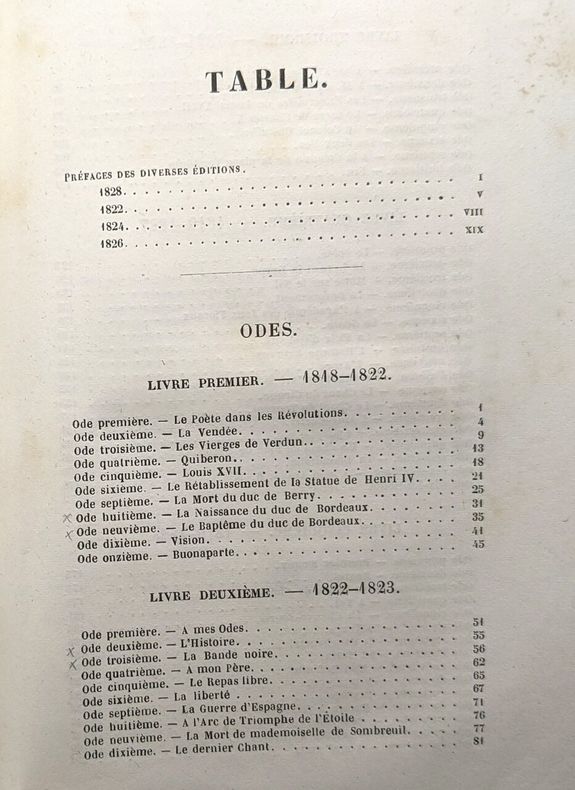 TABLE.
PRÉFACES DES DIVERSES ÉDITIONS.
1828. . . . . . . . . . . . . . . . . . . . . . . . . . I
1822. . . . . . . . . . . . . . . . . . . . . . . . . . V
1824. . . . . . . . . . . . . . . . . . . . . . . . . . VIII
1826. . . . . . . . . . . . . . . . . . . . . . . . . . XIX
ODES.
LIVRE PREMIER. — 1818–1822.
Ode première. — Le Poète dans les Révolutions. . . . . . . . . 1
Ode deuxième. — La Vendée. . . . . . . . . . . . . . . . . 4
Ode troisième. — Les Vierges de Verdun. . . . . . . . . . . . 9
Ode quatrième. — Quiberon. . . . . . . . . . . . . . . . . 13
Ode cinquième. — Louis XVII. . . . . . . . . . . . . . . . 18
Ode sixième. — Le Rétablissement de la Statue de Henri IV. . . . 21
Ode septième. — La Mort du duc de Berry. . . . . . . . . . . 25
x Ode huitième. — La Naissance du duc de Bordeaux. . . . . . . 31
x Ode neuvième. — Le Baptême du duc de Bordeaux. . . . . . . . 35
Ode dixième. — Vision. . . . . . . . . . . . . . . . . . . 41
Ode onzième. — Buonaparte. . . . . . . . . . . . . . . . . 45
LIVRE DEUXIÈME. — 1822–1823.
Ode première. — A mes Odes. . . . . . . . . . . . . . . . . 51
x Ode deuxième. — L'Histoire. . . . . . . . . . . . . . . . 55
x Ode troisième. — La Bande noire. . . . . . . . . . . . . . 56
Ode quatrième. — A mon Père. . . . . . . . . . . . . . . . 62
Ode cinquième. — Le Repas libre. . . . . . . . . . . . . . . 65
Ode sixième. — La liberté . . . . . . . . . . . . . . . . . 67
Ode septième. — La Guerre d'Espagne. . . . . . . . . . . . . 71
Ode huitième. — A l'Arc de Triomphe de l'Étoile . . . . . . . . 76
Ode neuvième. — La Mort de mademoiselle de Sombreuil. . . . . . 77
Ode dixième. — Le dernier Chant. . . . . . . . . . . . . . . 81